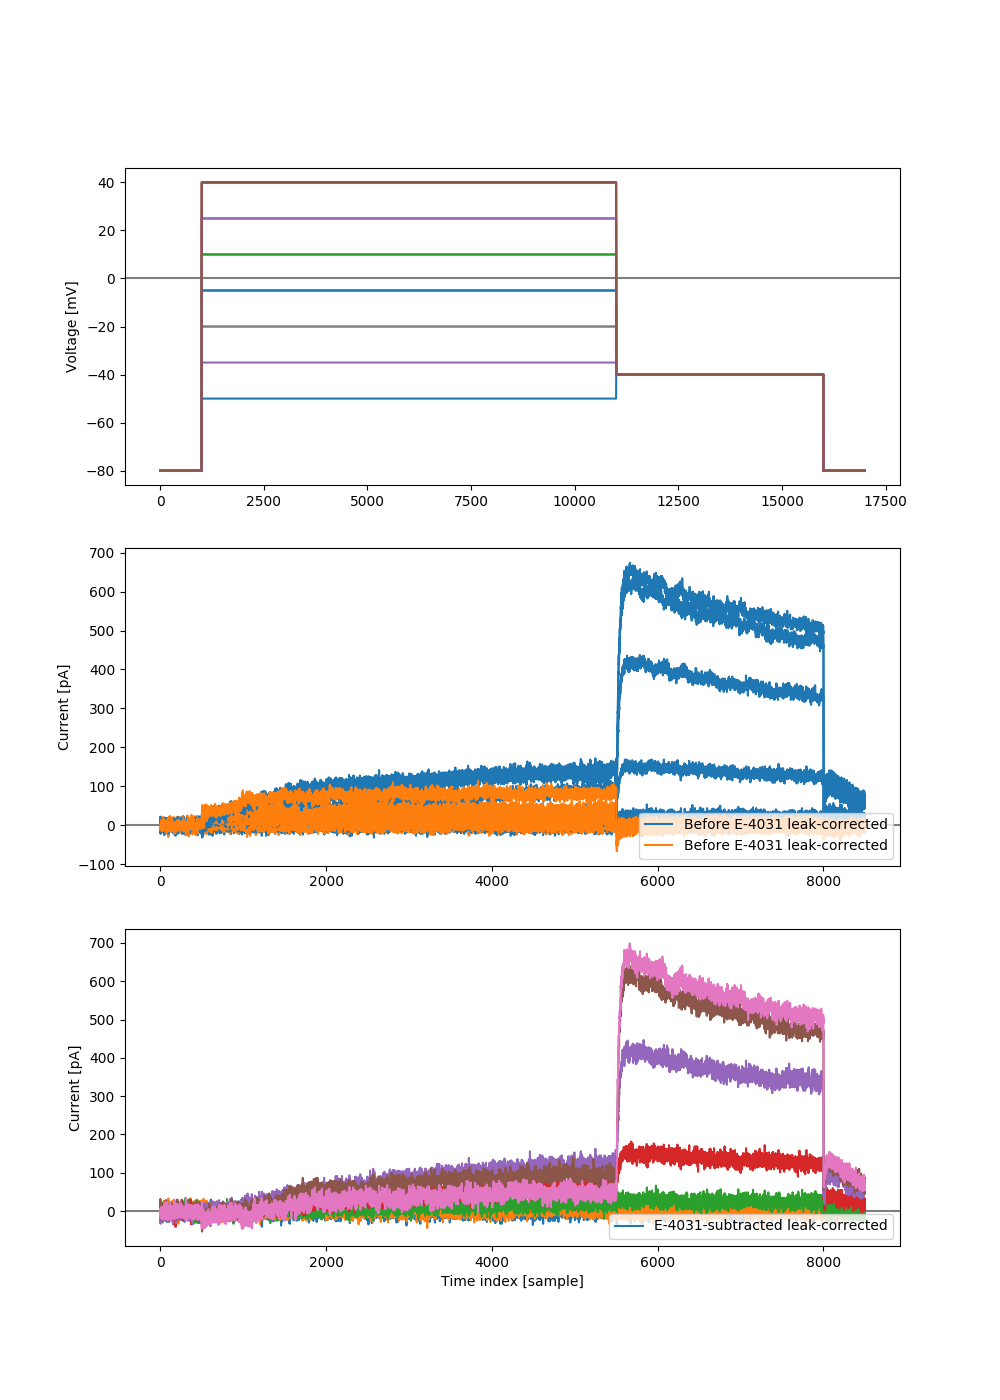 40
20
0
−20
−40
−60
−80
Voltage [mV]
0 2500 5000 7500 10000 12500 15000 17500
700
600
500
400
300
200
100
0
−100
Current [pA]
Before E-4031 leak-corrected
Before E-4031 leak-corrected
0 2000 4000 6000 8000
700
600
500
400
300
200
100
0
Current [pA]
E-4031-subtracted leak-corrected
0 2000 4000 6000 8000
Time index [sample]